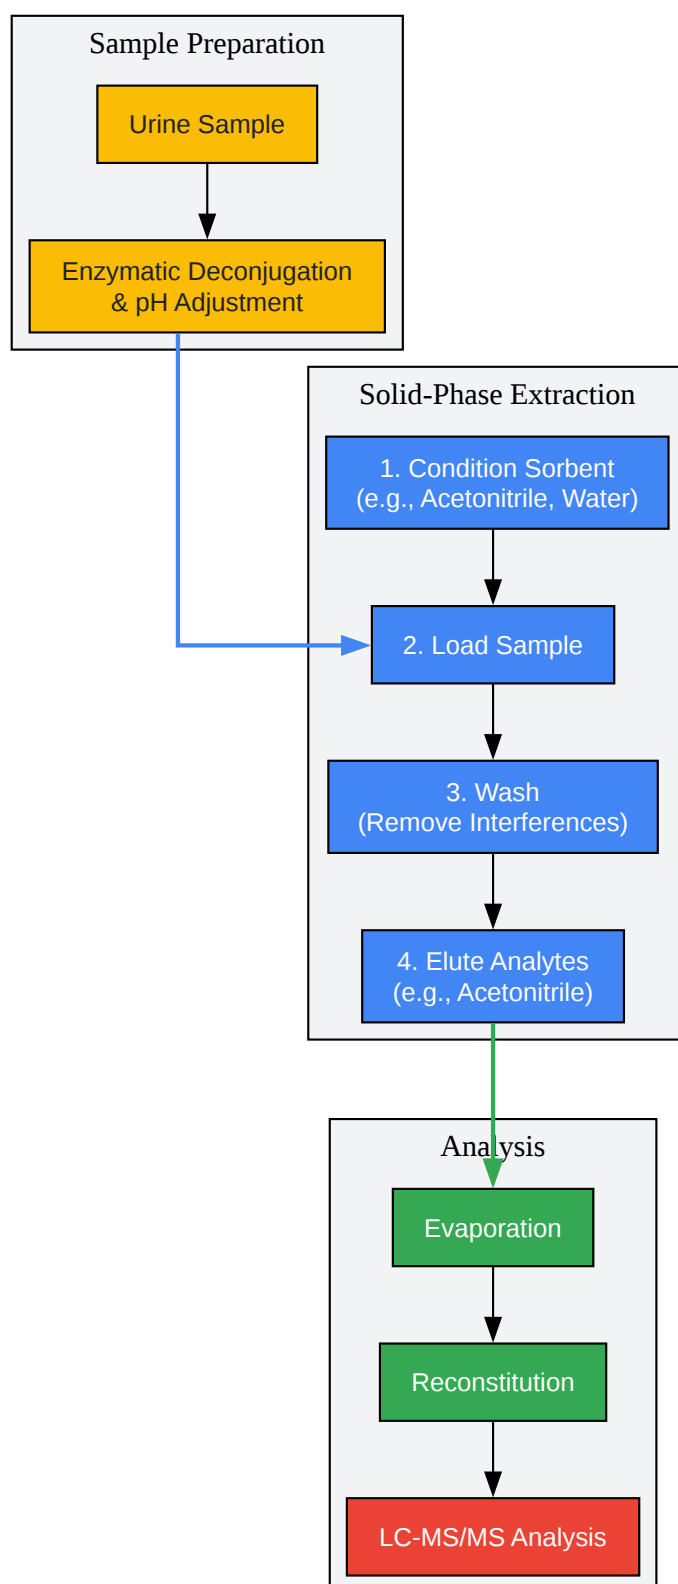 Sample Preparation
Urine Sample
Enzymatic Deconjugation
& pH Adjustment
Solid-Phase Extraction
1. Condition Sorbent
(e.g., Acetonitrile, Water)
2. Load Sample
3. Wash
(Remove Interferences)
4. Elute Analytes
(e.g., Acetonitrile)
Analysis
Evaporation
Reconstitution
LC-MS/MS Analysis